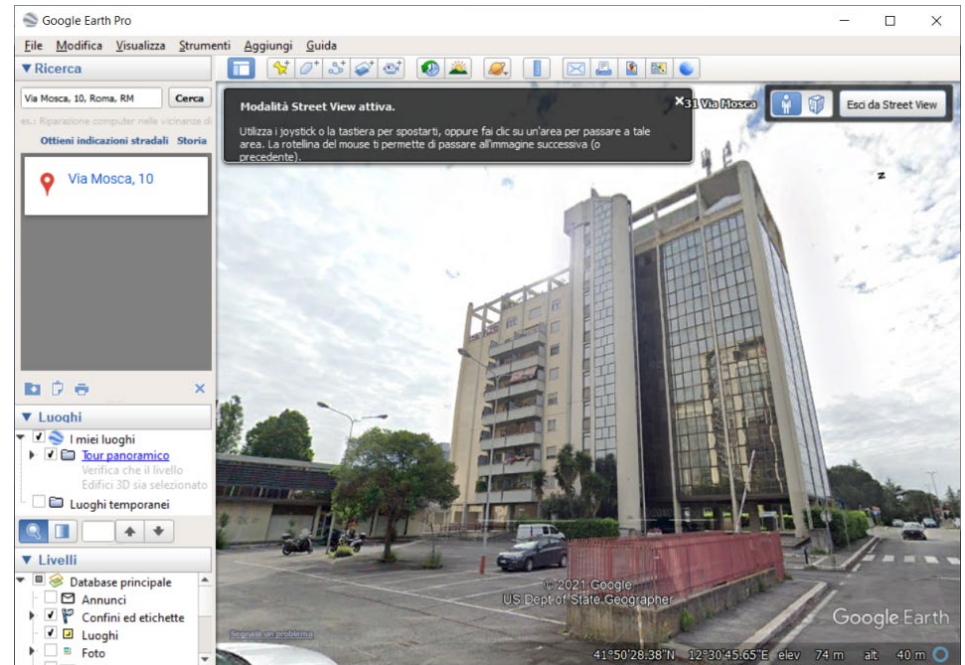 Google Earth Pro
File Modifica Visualizza Strumenti Aggiungi Guida
Ricerca
Via Mosca, 10, Roma, RM
Cerca
es.: Riparazione computer nelle vicinanze di
Ottieni indicazioni stradali Storia
Via Mosca, 10
Luoghi
I miei luoghi
Tour panoramico
Verifica che il livello
Edifici 3D sia selezionato
Luoghi temporanei
Livelli
Database principale
Annunci
Confini ed etichette
Luoghi
Foto
Modalità Street View attiva.
Utilizza i joystick o la tastiera per spostarti, oppure fai clic su un'area per passare a tale
area. La rotellina del mouse ti permette di passare all'immagine successiva (o
precedente).
31 Via Mosca
Esci da Street View
© 2021 Google
US Dept of State Geographer
Google Earth
Segnala un problema
41°50'28.38"N 12°30'45.65"E elev 74 m alt 40 m